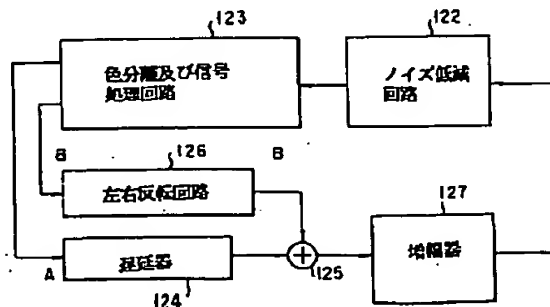 123
122
色分離及び信号
処理回路
ノイズ低減
回路
B
126
B
左右反転回路
127
遅延器
増幅器
A
125
124